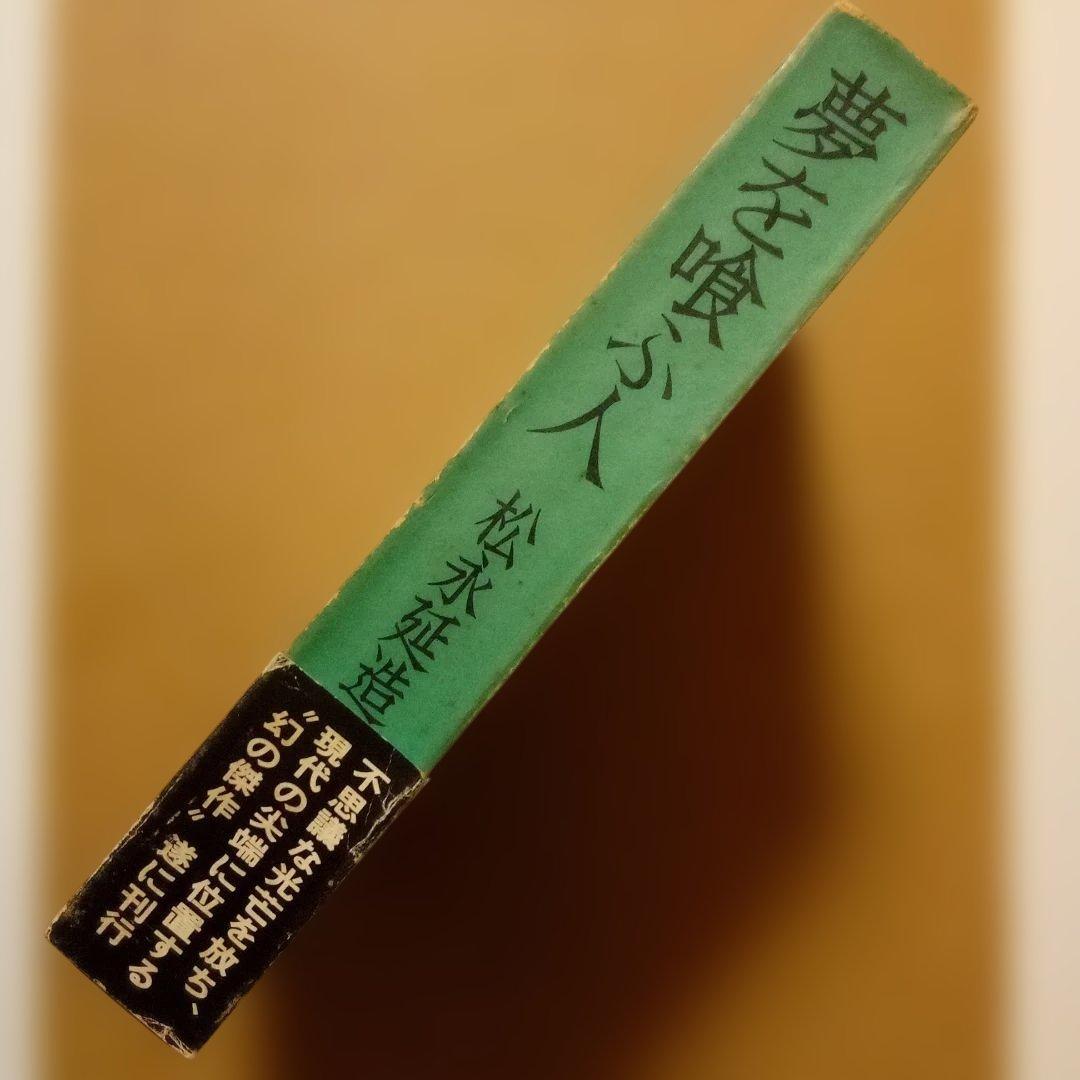 夢を喰ふ人
松永延造
不思議な光芒を放ち、
現代の尖端に位置する
〝幻の傑作〟遂に刊行